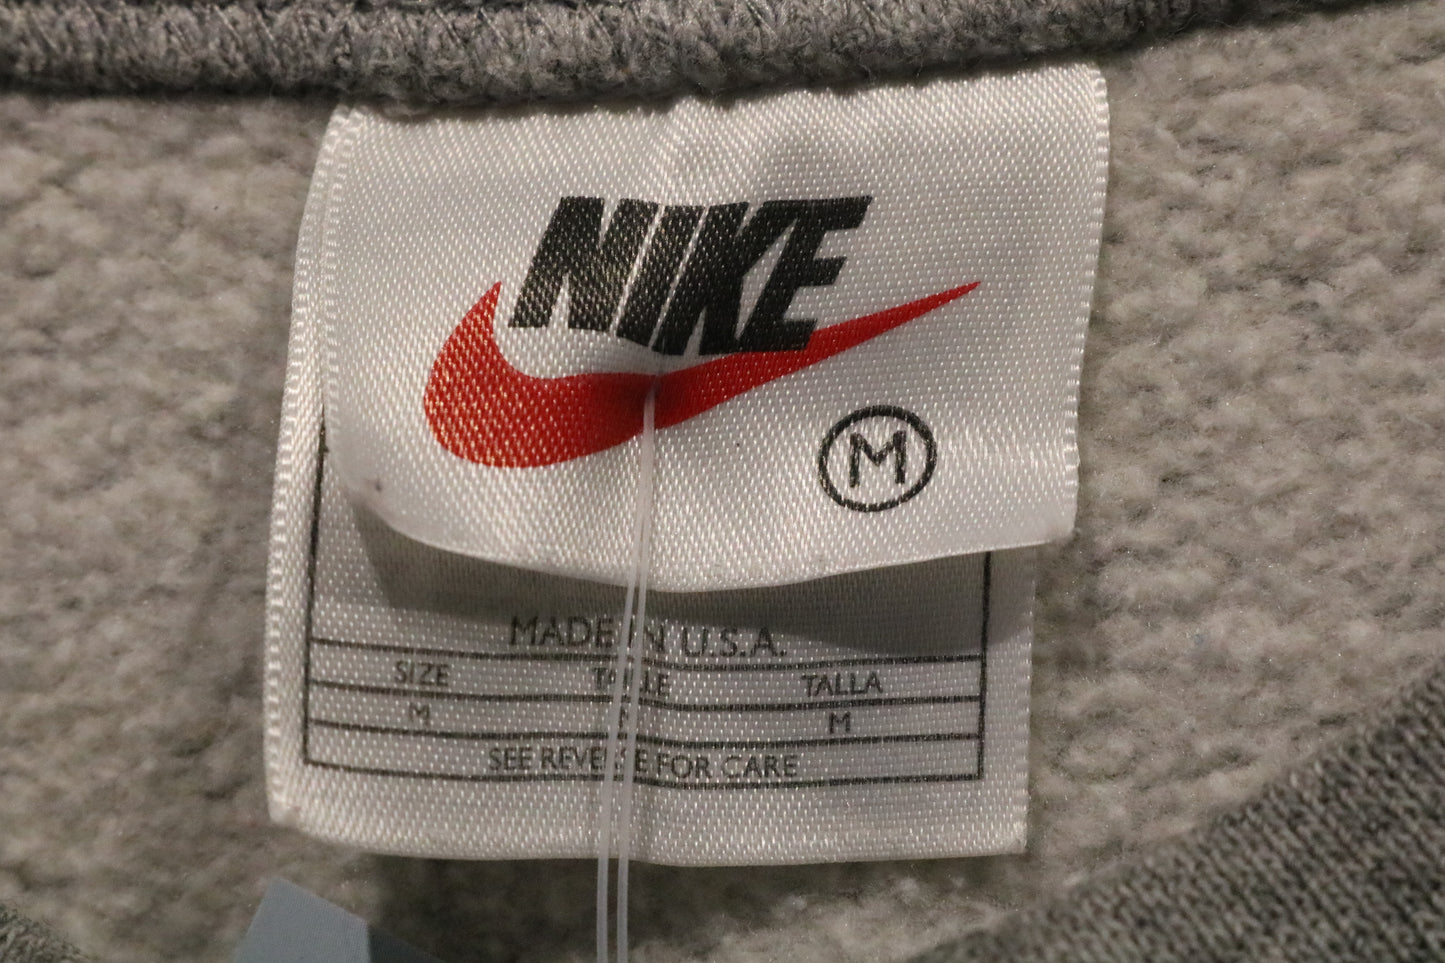 NIKE
M
MADE IN U.S.A.
SIZE TAILLE TALLA
M M M
SEE REVERSE FOR CARE